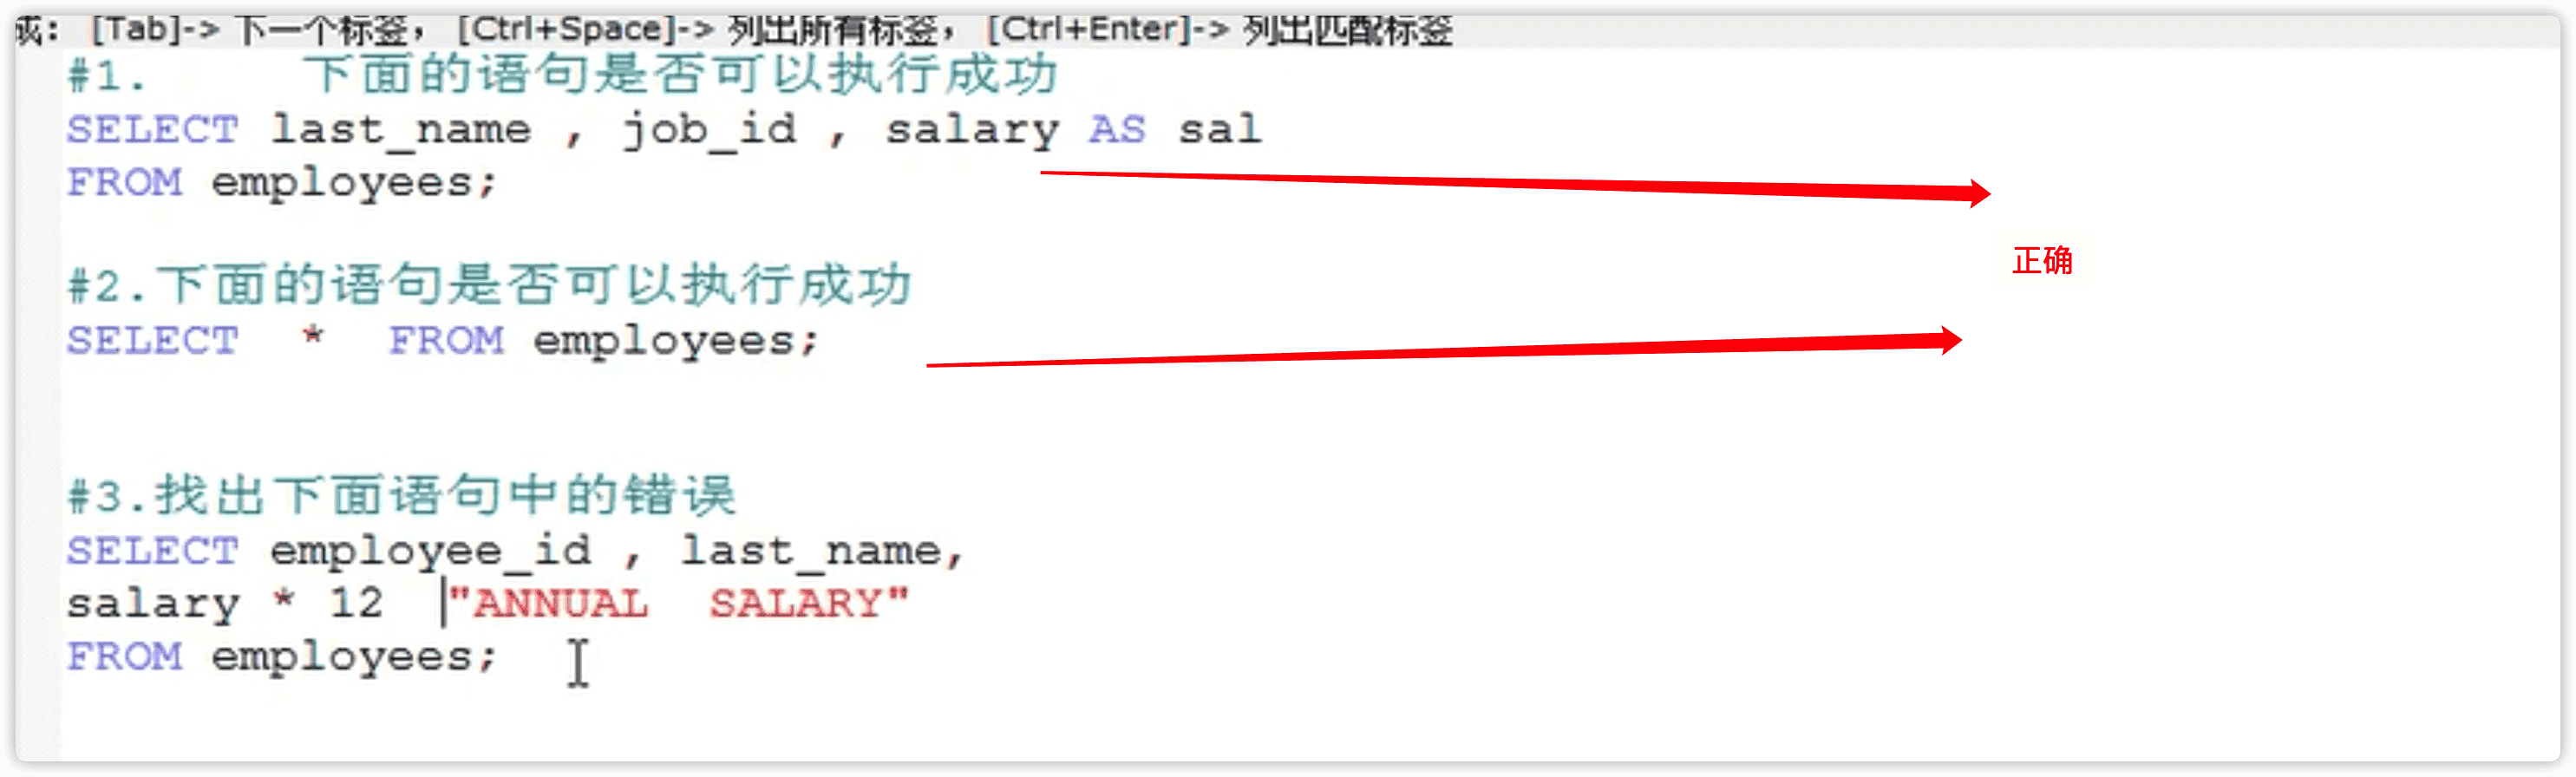 成： [Tab]-> 下一个标签， [Ctrl+Space]-> 列出所有标签， [Ctrl+Enter]-> 列出匹配标签
#1. 下面的语句是否可以执行成功
SELECT last_name , job_id , salary AS sal
FROM employees;
正确
#2.下面的语句是否可以执行成功
SELECT * FROM employees;
#3.找出下面语句中的错误
SELECT employee_id , last_name,
salary * 12 "ANNUAL SALARY"
FROM employees;